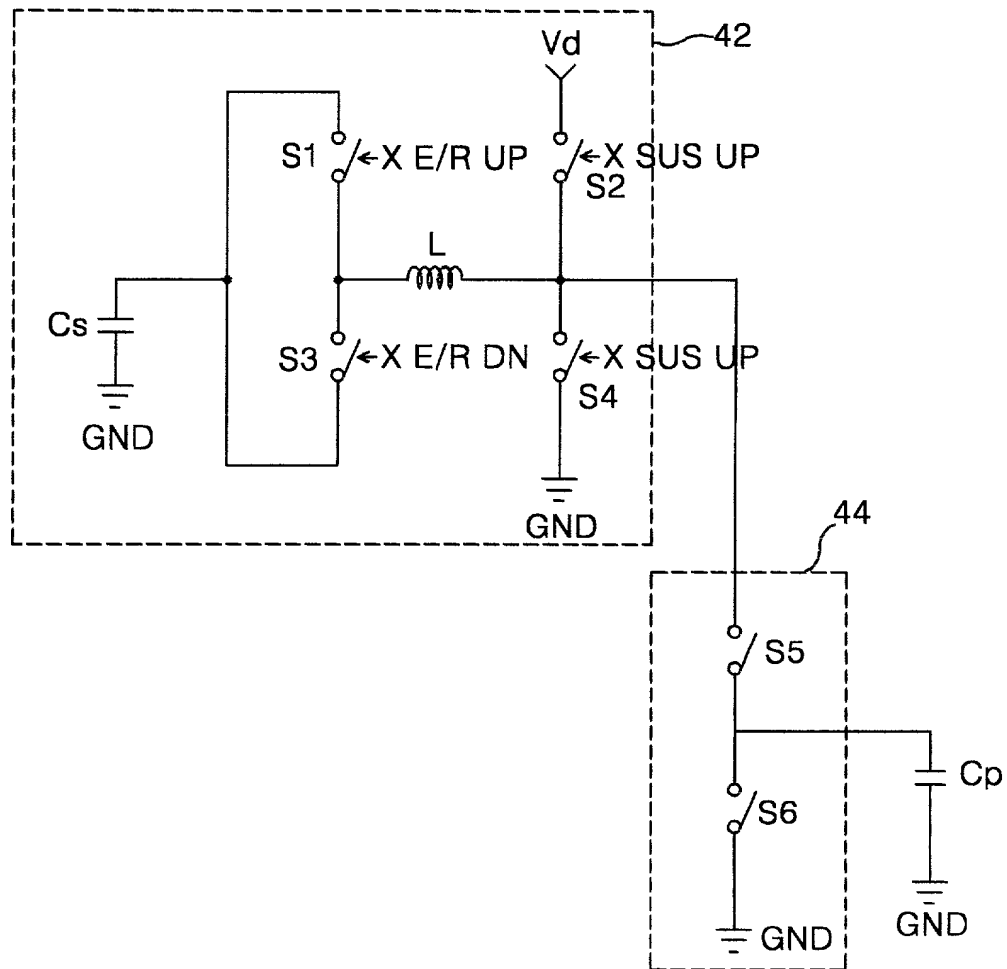 42
Vd
S1
X E/R UP
X SUS UP
S2
L
Cs
S3
X E/R DN
X SUS UP
S4
GND
GND
44
S5
S6
Cp
GND
GND